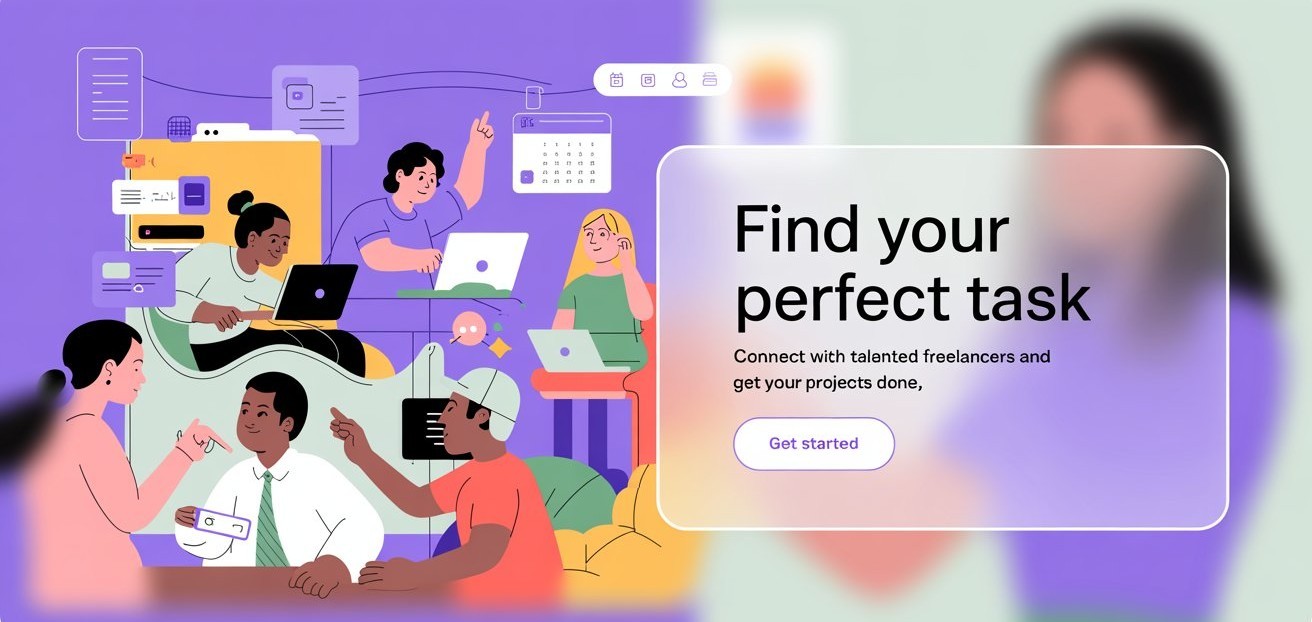 Find your
perfect task
Connect with talented freelancers and
get your projects done,
Get started